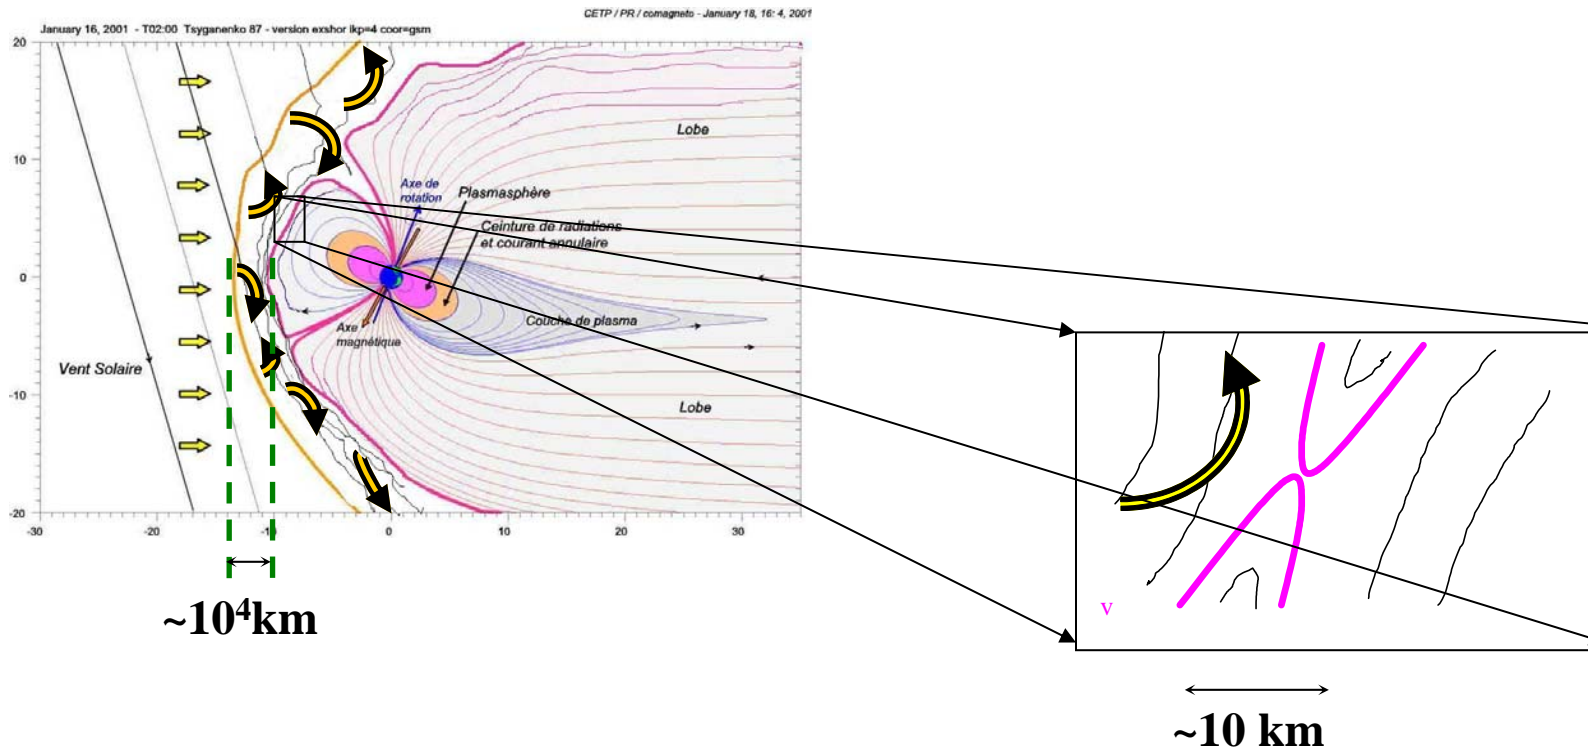 CETP / PR / comagneto - January 18, 16: 4, 2001
January 16, 2001 - T02:00 Tsyganenko 87 - version exshor ikp=4 coor=gsm
20
10
0
-10
-20
-30
-20
-10
0
10
20
30
Lobe
Axe de
rotation
Plasmasphère
Ceinture de radiations
et courant annulaire
Couche de plasma
Axe
magnétique
Vent Solaire
Lobe
~10⁴km
v
~10 km